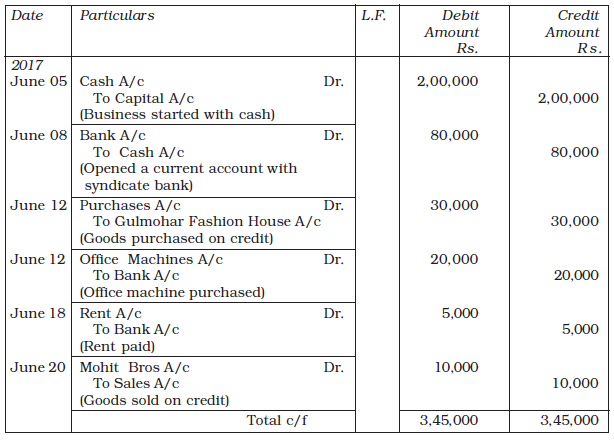 Date Particulars L.F. Debit Credit
Amount Amount
Rs. Rs.
2017
June 05 Cash A/c Dr. 2,00,000
To Capital A/c 2,00,000
(Business started with cash)
June 08 Bank A/c Dr. 80,000
To Cash A/c 80,000
(Opened a current account with
syndicate bank)
June 12 Purchases A/c Dr. 30,000
To Gulmohar Fashion House A/c 30,000
(Goods purchased on credit)
June 12 Office Machines A/c Dr. 20,000
To Bank A/c 20,000
(Office machine purchased)
June 18 Rent A/c Dr. 5,000
To Bank A/c 5,000
(Rent paid)
June 20 Mohit Bros A/c Dr. 10,000
To Sales A/c 10,000
(Goods sold on credit)
Total c/f 3,45,000 3,45,000